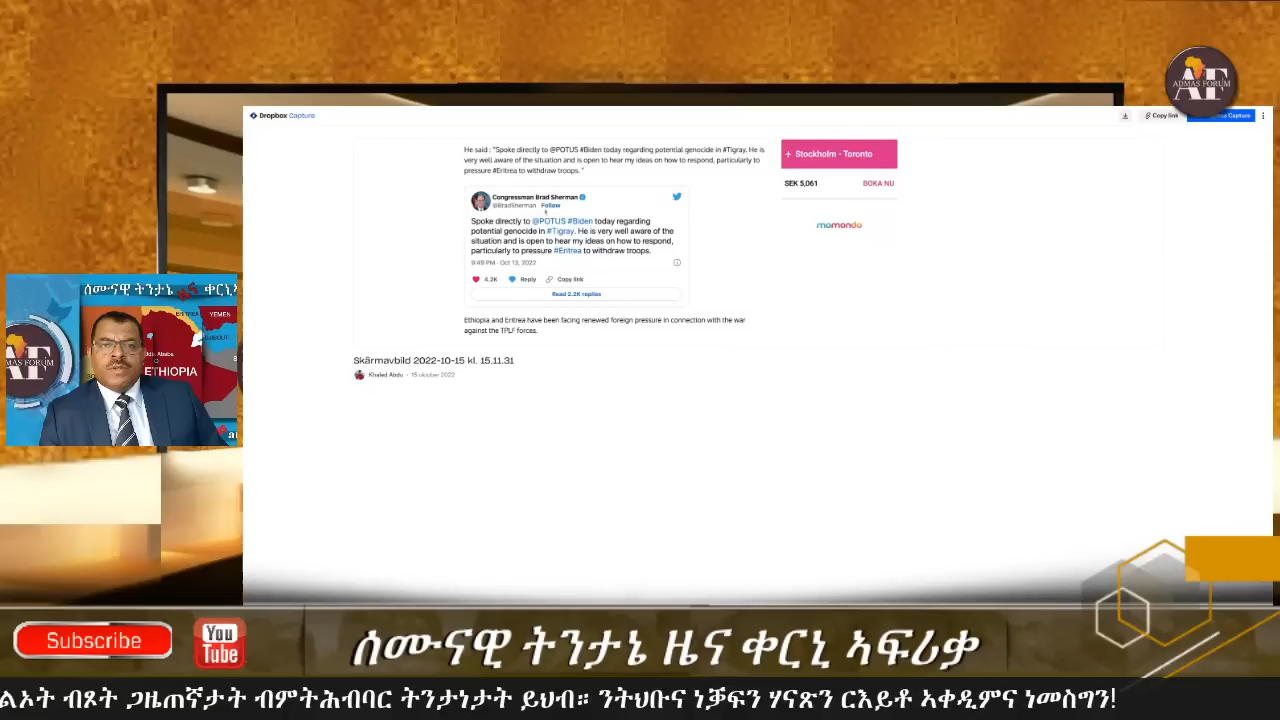 ADMAS FORUM
Dropbox Capture
Copy link
Capture
He said : "Spoke directly to @POTUS #Biden today regarding potential genocide in #Tigray. He is
very well aware of the situation and is open to hear my ideas on how to respond, particularly to
pressure #Eritrea to withdraw troops. "
+ Stockholm - Toronto
SEK 5,061 BOKA NU
momondo
Congressman Brad Sherman
@BradSherman Follow
Spoke directly to @POTUS #Biden today regarding
potential genocide in #Tigray. He is very well aware of the
situation and is open to hear my ideas on how to respond,
particularly to pressure #Eritrea to withdraw troops.
9:49 PM · Oct 13, 2022
4.2K Reply Copy link
Read 2.2K replies
Ethiopia and Eritrea have been facing renewed foreign pressure in connection with the war
against the TPLF forces.
Skärmavbild 2022-10-15 kl. 15.11.31
Khaled Abdu · 15 oktober 2022
ሰሙናዊ ትንታኔ ዜና ቀርኒ
ERITREA
YEMEN
DJIBOUTI
Addis Ababa
ETHIOPIA
Subscribe
You
Tube
ሰሙናዊ ትንታኔ ዜና ቀርኒ ኣፍሪቃ
ልኦት ብጾት ጋዜጠኛታት ብምትሕብባር ትንታነታት ይህብ። ንትህቡና ነቓፍን ሃናጽን ርእይቶ ኣቀዲምና ነመስግን!